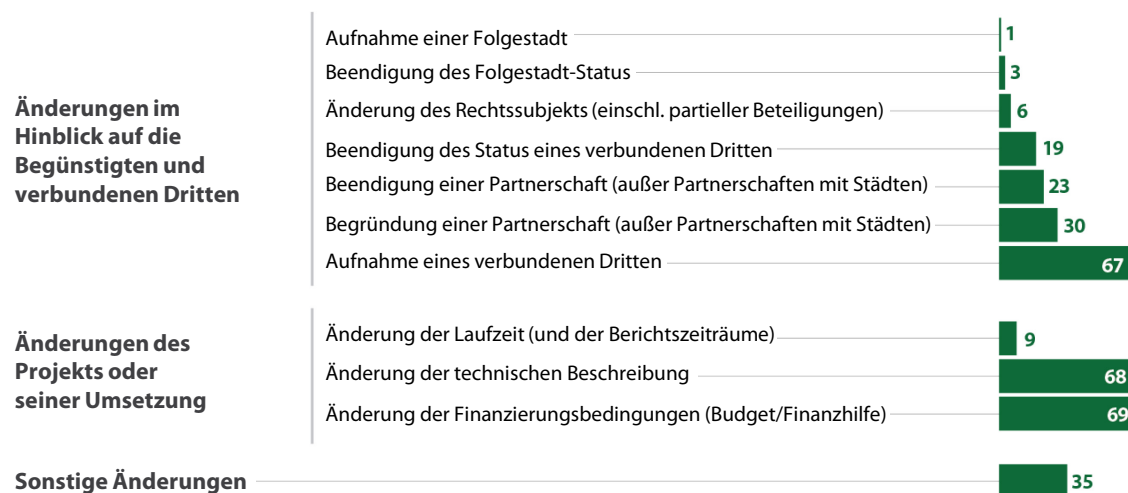 Änderungen im
Hinblick auf die
Begünstigten und
verbundenen Dritten
Aufnahme einer Folgestadt 1
Beendigung des Folgestadt-Status 3
Änderung des Rechtssubjekts (einschl. partieller Beteiligungen) 6
Beendigung des Status eines verbundenen Dritten 19
Beendigung einer Partnerschaft (außer Partnerschaften mit Städten) 23
Begründung einer Partnerschaft (außer Partnerschaften mit Städten) 30
Aufnahme eines verbundenen Dritten 67
Änderungen des
Projekts oder
seiner Umsetzung
Änderung der Laufzeit (und der Berichtszeiträume) 9
Änderung der technischen Beschreibung 68
Änderung der Finanzierungsbedingungen (Budget/Finanzhilfe) 69
Sonstige Änderungen 35